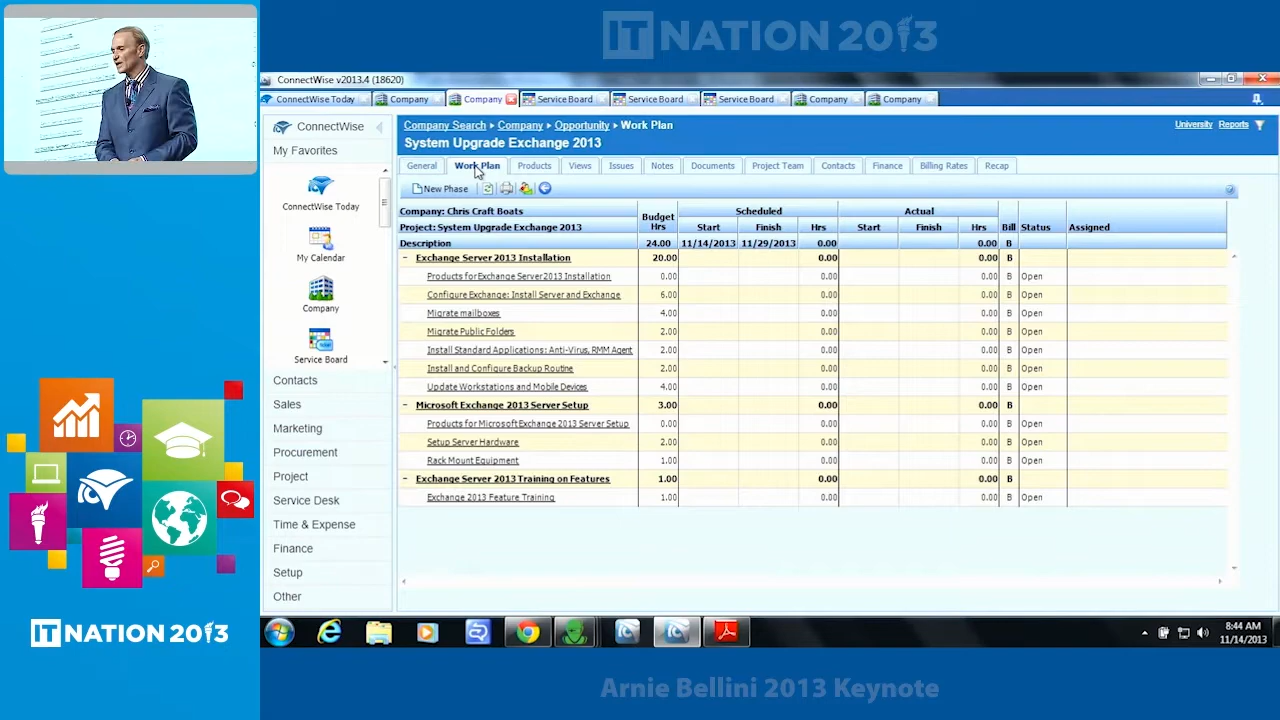 IT NATION 2013
ConnectWise v2013.4 (18620)
ConnectWise Today Company Company Service Board Service Board Service Board Company Company
ConnectWise
My Favorites
ConnectWise Today
My Calendar
Company
Service Board
Contacts
Sales
Marketing
Procurement
Project
Service Desk
Time & Expense
Finance
Setup
Other
Company Search Company Opportunity Work Plan
University Reports
System Upgrade Exchange 2013
General Work Plan Products Views Issues Notes Documents Project Team Contacts Finance Billing Rates Recap
New Phase
Company: Chris Craft Boats Budget Hrs Scheduled Actual
Project: System Upgrade Exchange 2013 Start Finish Hrs Start Finish Hrs Bill Status Assigned
Description 24.00 11/14/2013 11/29/2013 0.00 0.00 B
- Exchange Server 2013 Installation 20.00 0.00 0.00 B
Products for Exchange Server 2013 Installation 0.00 0.00 0.00 B Open
Configure Exchange: Install Server and Exchange 6.00 0.00 0.00 B Open
Migrate mailboxes 4.00 0.00 0.00 B Open
Migrate Public Folders 2.00 0.00 0.00 B Open
Install Standard Applications: Anti-Virus, RMM Agent 2.00 0.00 0.00 B Open
Install and Configure Backup Routine 2.00 0.00 0.00 B Open
Update Workstations and Mobile Devices 4.00 0.00 0.00 B Open
- Microsoft Exchange 2013 Server Setup 3.00 0.00 0.00 B
Products for Microsoft Exchange 2013 Server Setup 0.00 0.00 0.00 B Open
Setup Server Hardware 2.00 0.00 0.00 B Open
Rack Mount Equipment 1.00 0.00 0.00 B Open
- Exchange Server 2013 Training on Features 1.00 0.00 0.00 B
Exchange 2013 Feature Training 1.00 0.00 0.00 B Open
8:44 AM
11/14/2013
IT NATION 2013
Arnie Bellini 2013 Keynote